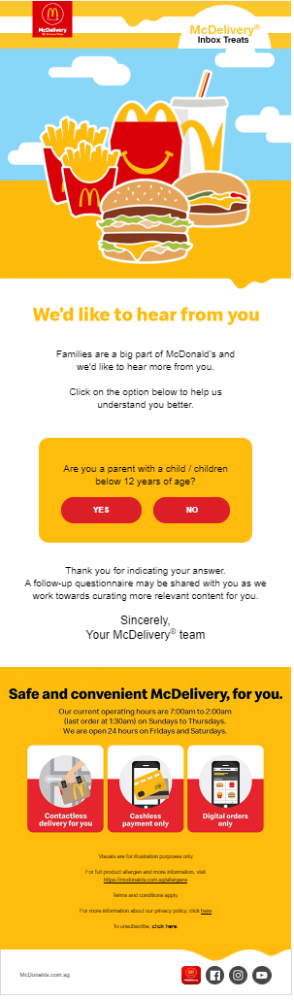 McDelivery
McDelivery®
Inbox Treats
We'd like to hear from you
Families are a big part of McDonald's and
we'd like to hear more from you.
Click on the option below to help us
understand you better.
Are you a parent with a child / children
below 12 years of age?
YES
NO
Thank you for indicating your answer.
A follow-up questionnaire may be shared with you as we
work towards curating more relevant content for you.
Sincerely,
Your McDelivery® team
Safe and convenient McDelivery, for you.
Our current operating hours are 7:00am to 2:00am
(last order at 1:30am) on Sundays to Thursdays.
We are open 24 hours on Fridays and Saturdays.
Contactless
delivery for you
Cashless
payment only
Digital orders
only
Visuals are for illustration purposes only
For full product allergen and more information, visit
https://mcdonalds.com.sg/allergens
Terms and conditions apply.
For more information about our privacy policy, click here
To unsubscribe, click here.
McDonalds.com.sg